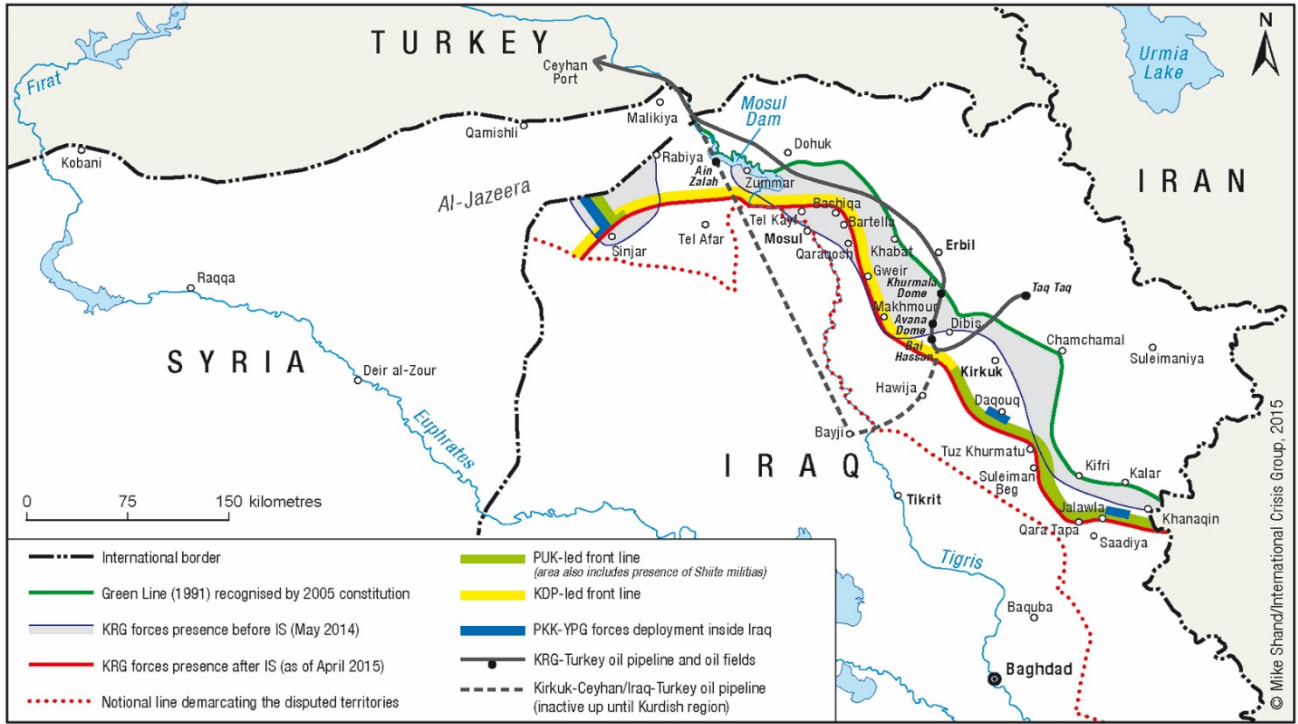 TURKEY
N
Ceyhan
Port
Urmia
Lake
Fırat
Malikiya
Mosul
Dam
Qamishli
Dohuk
Kobani
Rabiya
Ain
Zalah
Zummar
IRAN
Al-Jazeera
Bashiqa
Tel Kayf
Bartella
Sinjar
Tel Afar
Mosul
Qaraqosh
Khabat
Erbil
Gweir
Khurmala
Dome
Taq Taq
Raqqa
Makhmour
Avana
Dome
Dibis
Bai
Hassan
Chamchamal
Suleimaniya
SYRIA
Kirkuk
Deir al-Zour
Hawija
Daqouq
Euphrates
Bayji
IRAQ
Tuz Khurmatu
Suleiman
Beg
Kifri
Kalar
Tikrit
Jalawla
Khanaqin
Qara Tapa
Saadiya
Tigris
Baquba
Baghdad
0 75 150 kilometres
International border
Green Line (1991) recognised by 2005 constitution
KRG forces presence before IS (May 2014)
KRG forces presence after IS (as of April 2015)
Notional line demarcating the disputed territories
PUK-led front line
(area also includes presence of Shiite militias)
KDP-led front line
PKK-YPG forces deployment inside Iraq
KRG-Turkey oil pipeline and oil fields
Kirkuk-Ceyhan/Iraq-Turkey oil pipeline
(inactive up until Kurdish region)
© Mike Shand/International Crisis Group, 2015